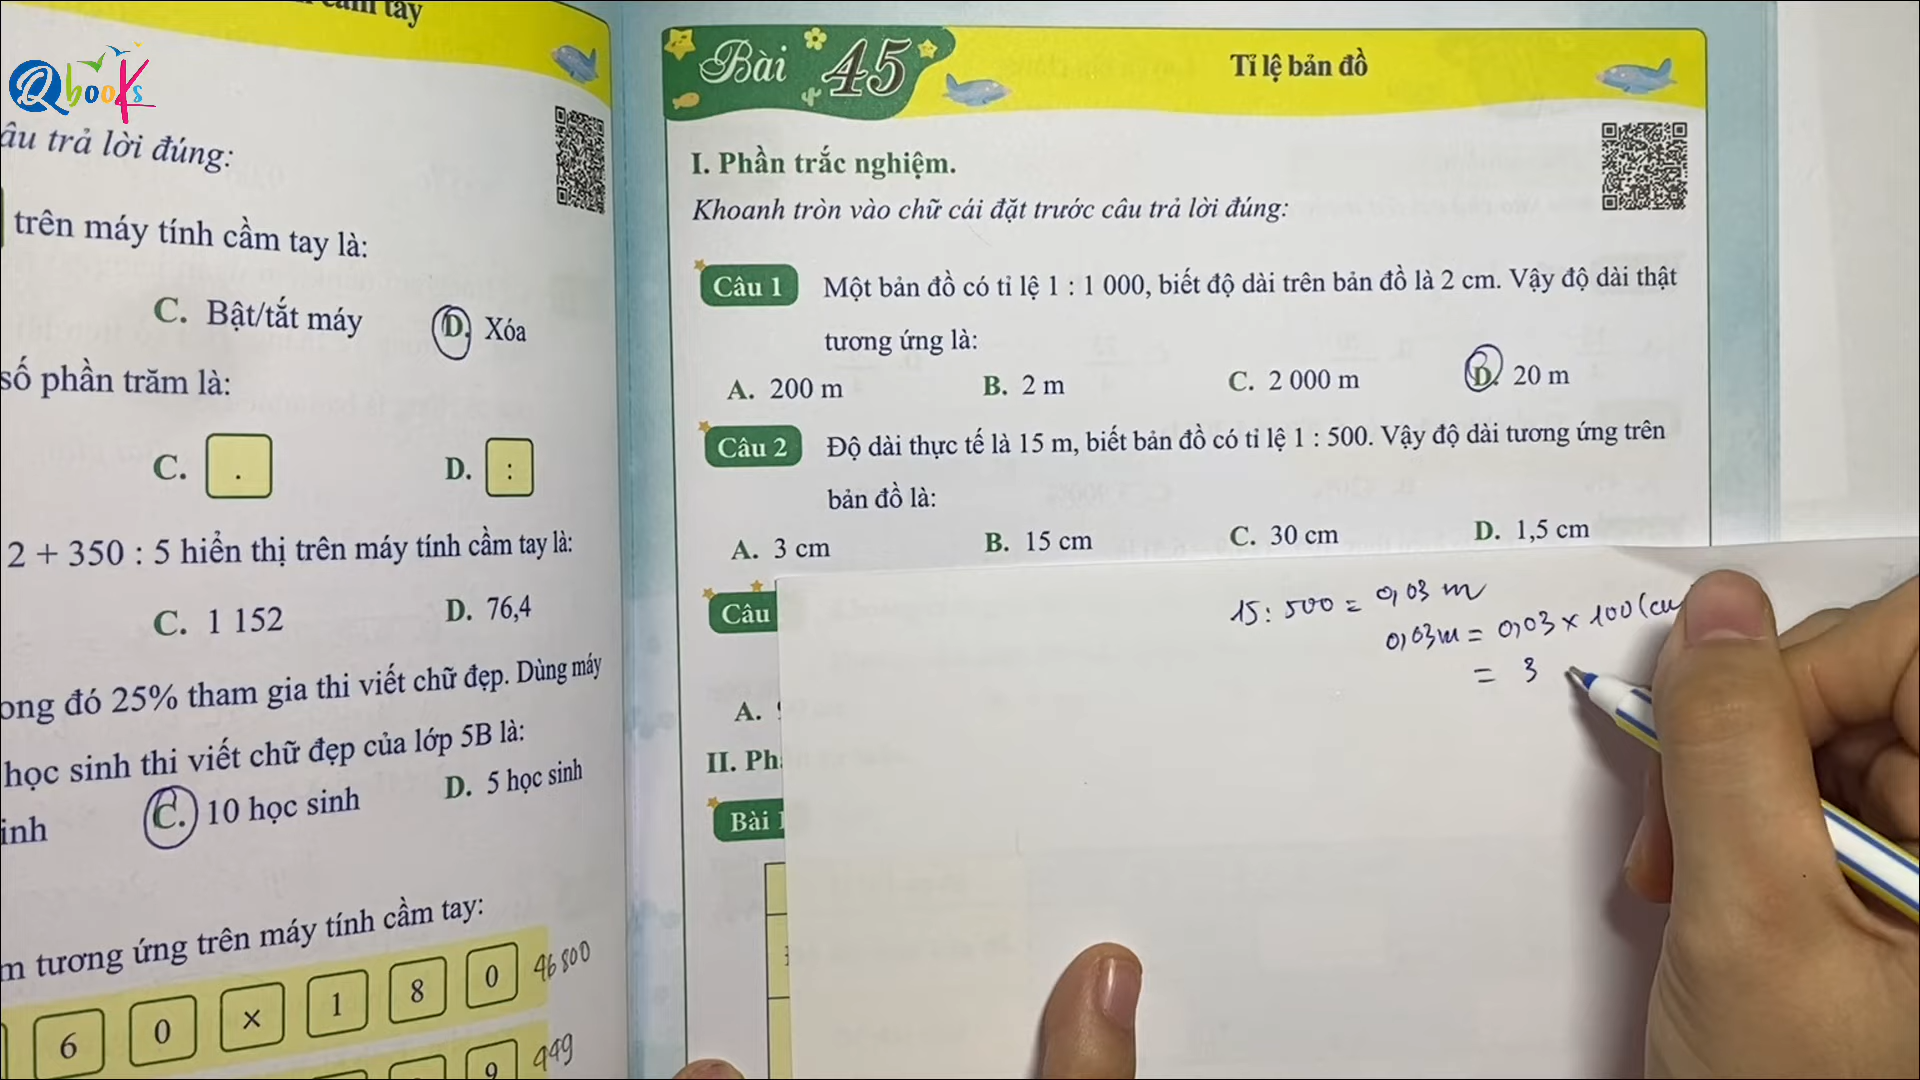 cầm tay
Qbooks
âu trả lời đúng:
trên máy tính cầm tay là:
C. Bật/tắt máy
D. Xóa
số phần trăm là:
C. .
D. :
2 + 350 : 5 hiển thị trên máy tính cầm tay là:
C. 1 152
D. 76,4
ong đó 25% tham gia thi viết chữ đẹp. Dùng máy
học sinh thi viết chữ đẹp của lớp 5B là:
inh
C. 10 học sinh
D. 5 học sinh
m tương ứng trên máy tính cầm tay:
6 0 × 1 8 0 46 800
9 449
Bài 45
Tỉ lệ bản đồ
I. Phần trắc nghiệm.
Khoanh tròn vào chữ cái đặt trước câu trả lời đúng:
Câu 1 Một bản đồ có tỉ lệ 1 : 1 000, biết độ dài trên bản đồ là 2 cm. Vậy độ dài thật
tương ứng là:
A. 200 m B. 2 m C. 2 000 m D. 20 m
Câu 2 Độ dài thực tế là 15 m, biết bản đồ có tỉ lệ 1 : 500. Vậy độ dài tương ứng trên
bản đồ là:
A. 3 cm B. 15 cm C. 30 cm D. 1,5 cm
15 : 500 = 0,03 m
0,03m = 0,03 × 100 (cm
= 3
Câu
A.
II. Ph
Bài 1